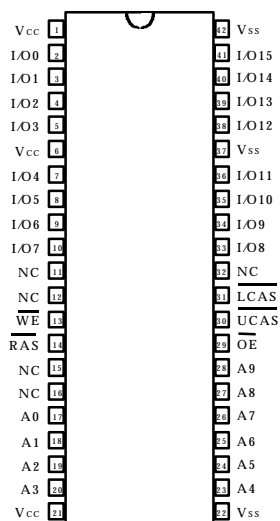 Vcc 1 42 Vss
I/O0 2 41 I/O15
I/O1 3 40 I/O14
I/O2 4 39 I/O13
I/O3 5 38 I/O12
Vcc 6 37 Vss
I/O4 7 36 I/O11
I/O5 8 35 I/O10
I/O6 9 34 I/O9
I/O7 10 33 I/O8
NC 11 32 NC
NC 12 31 LCAS
WE 13 30 UCAS
RAS 14 29 OE
NC 15 28 A9
NC 16 27 A8
A0 17 26 A7
A1 18 25 A6
A2 19 24 A5
A3 20 23 A4
Vcc 21 22 Vss